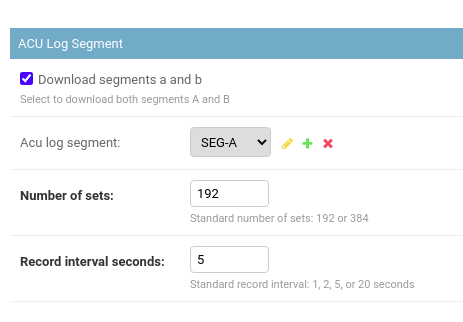 ACU Log Segment
Download segments a and b
Select to download both segments A and B
Acu log segment: SEG-A
Number of sets: 192
Standard number of sets: 192 or 384
Record interval seconds: 5
Standard record interval: 1, 2, 5, or 20 seconds